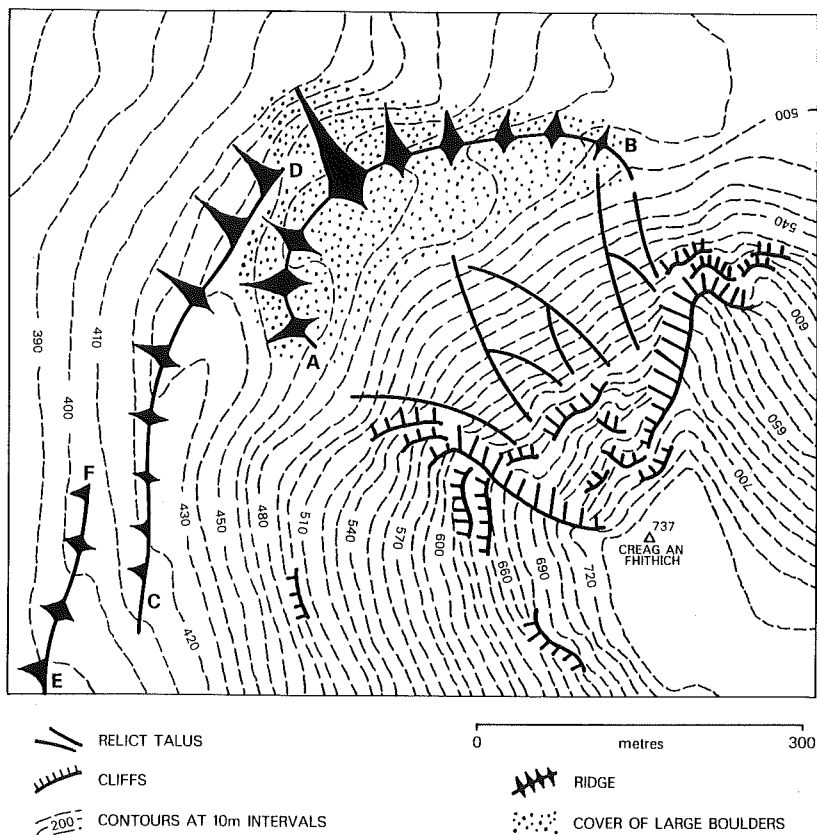 B
500
D
540
A
600
390
410
400
650
F
700
430
450
480
510
540
570
600
660
690
720
737
CREAG AN
FHITHICH
C
420
E
RELICT TALUS
CLIFFS
200 CONTOURS AT 10m INTERVALS
0 metres 300
RIDGE
COVER OF LARGE BOULDERS